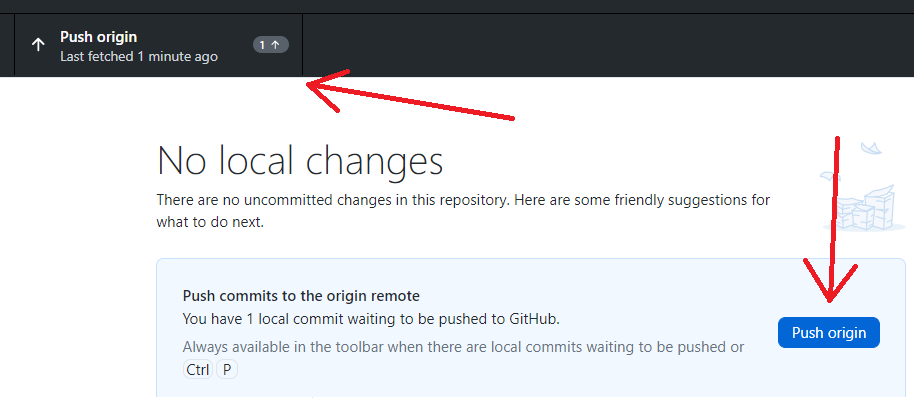 Push origin
Last fetched 1 minute ago
1
No local changes
There are no uncommitted changes in this repository. Here are some friendly suggestions for
what to do next.
Push commits to the origin remote
You have 1 local commit waiting to be pushed to GitHub.
Always available in the toolbar when there are local commits waiting to be pushed or
Ctrl P
Push origin